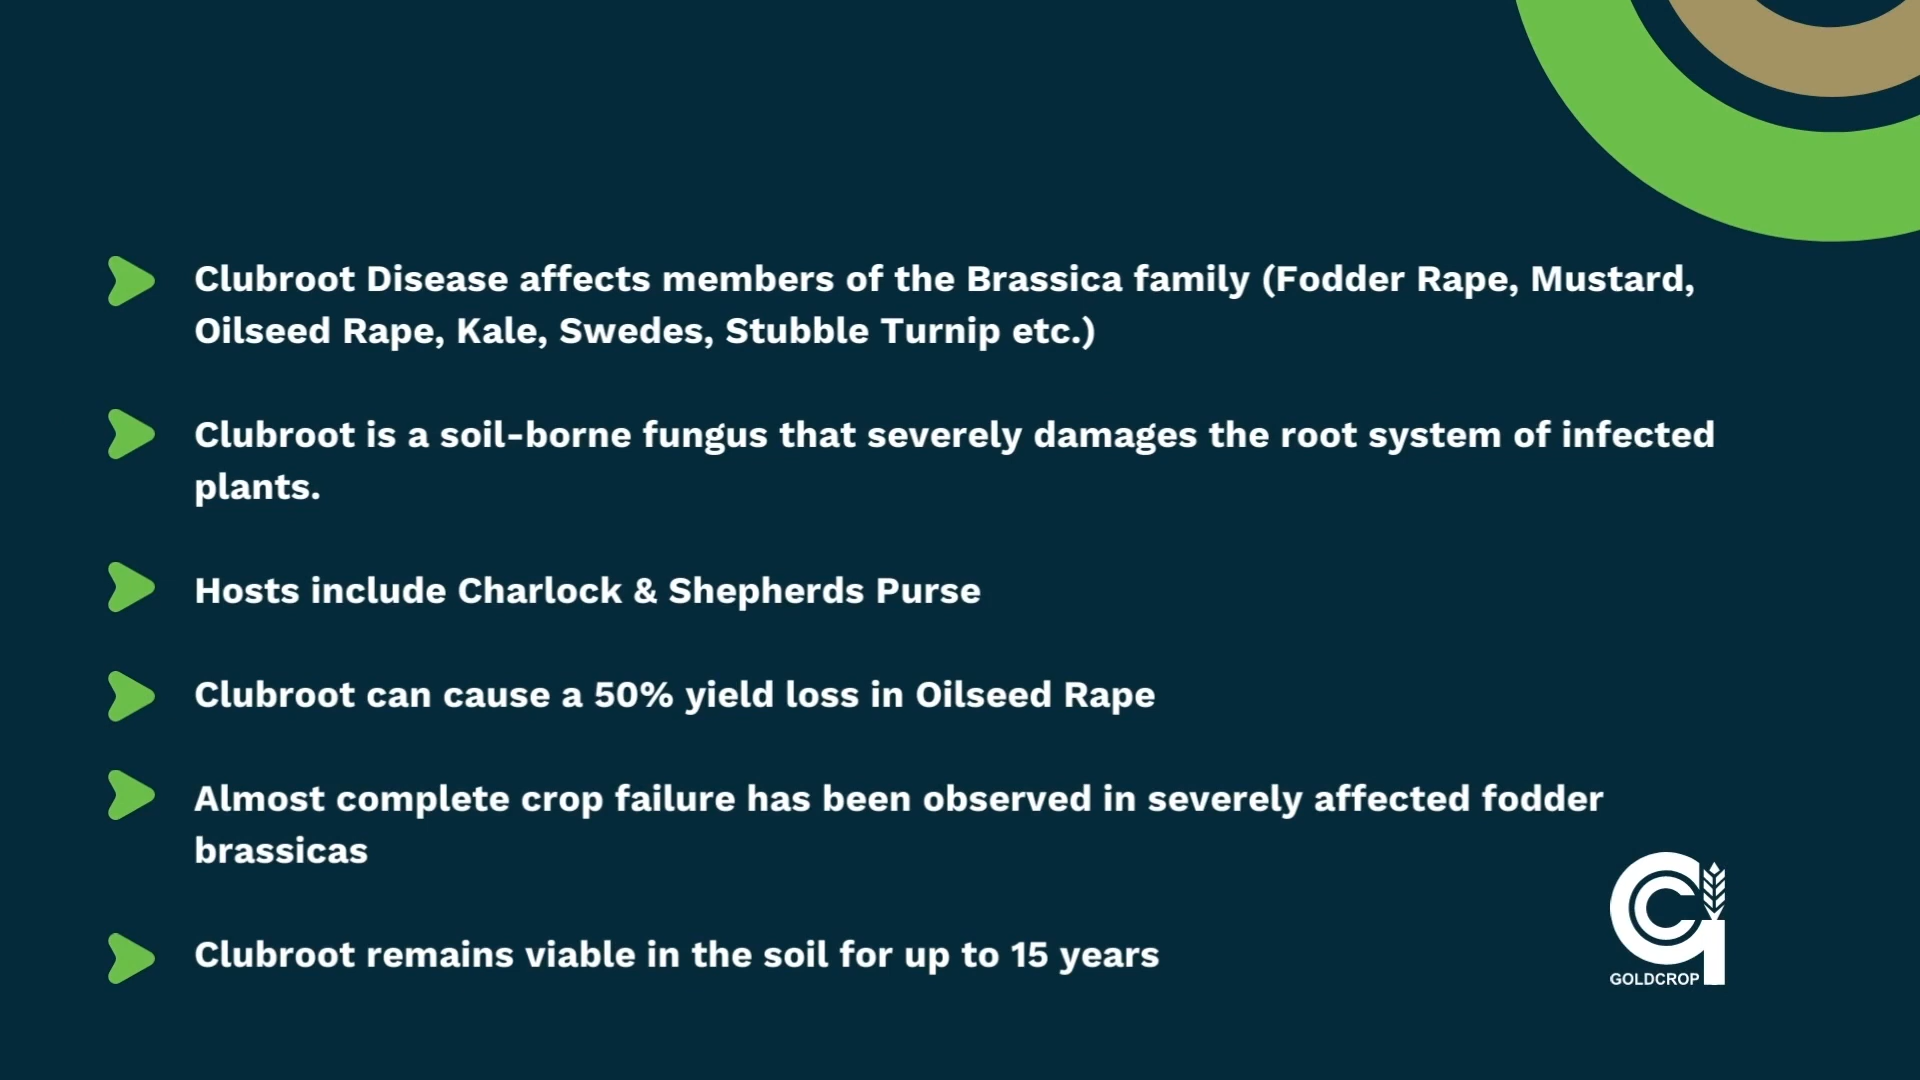 Clubroot Disease affects members of the Brassica family (Fodder Rape, Mustard,
Oilseed Rape, Kale, Swedes, Stubble Turnip etc.)
Clubroot is a soil-borne fungus that severely damages the root system of infected
plants.
Hosts include Charlock & Shepherds Purse
Clubroot can cause a 50% yield loss in Oilseed Rape
Almost complete crop failure has been observed in severely affected fodder
brassicas
Clubroot remains viable in the soil for up to 15 years
GOLDCROP